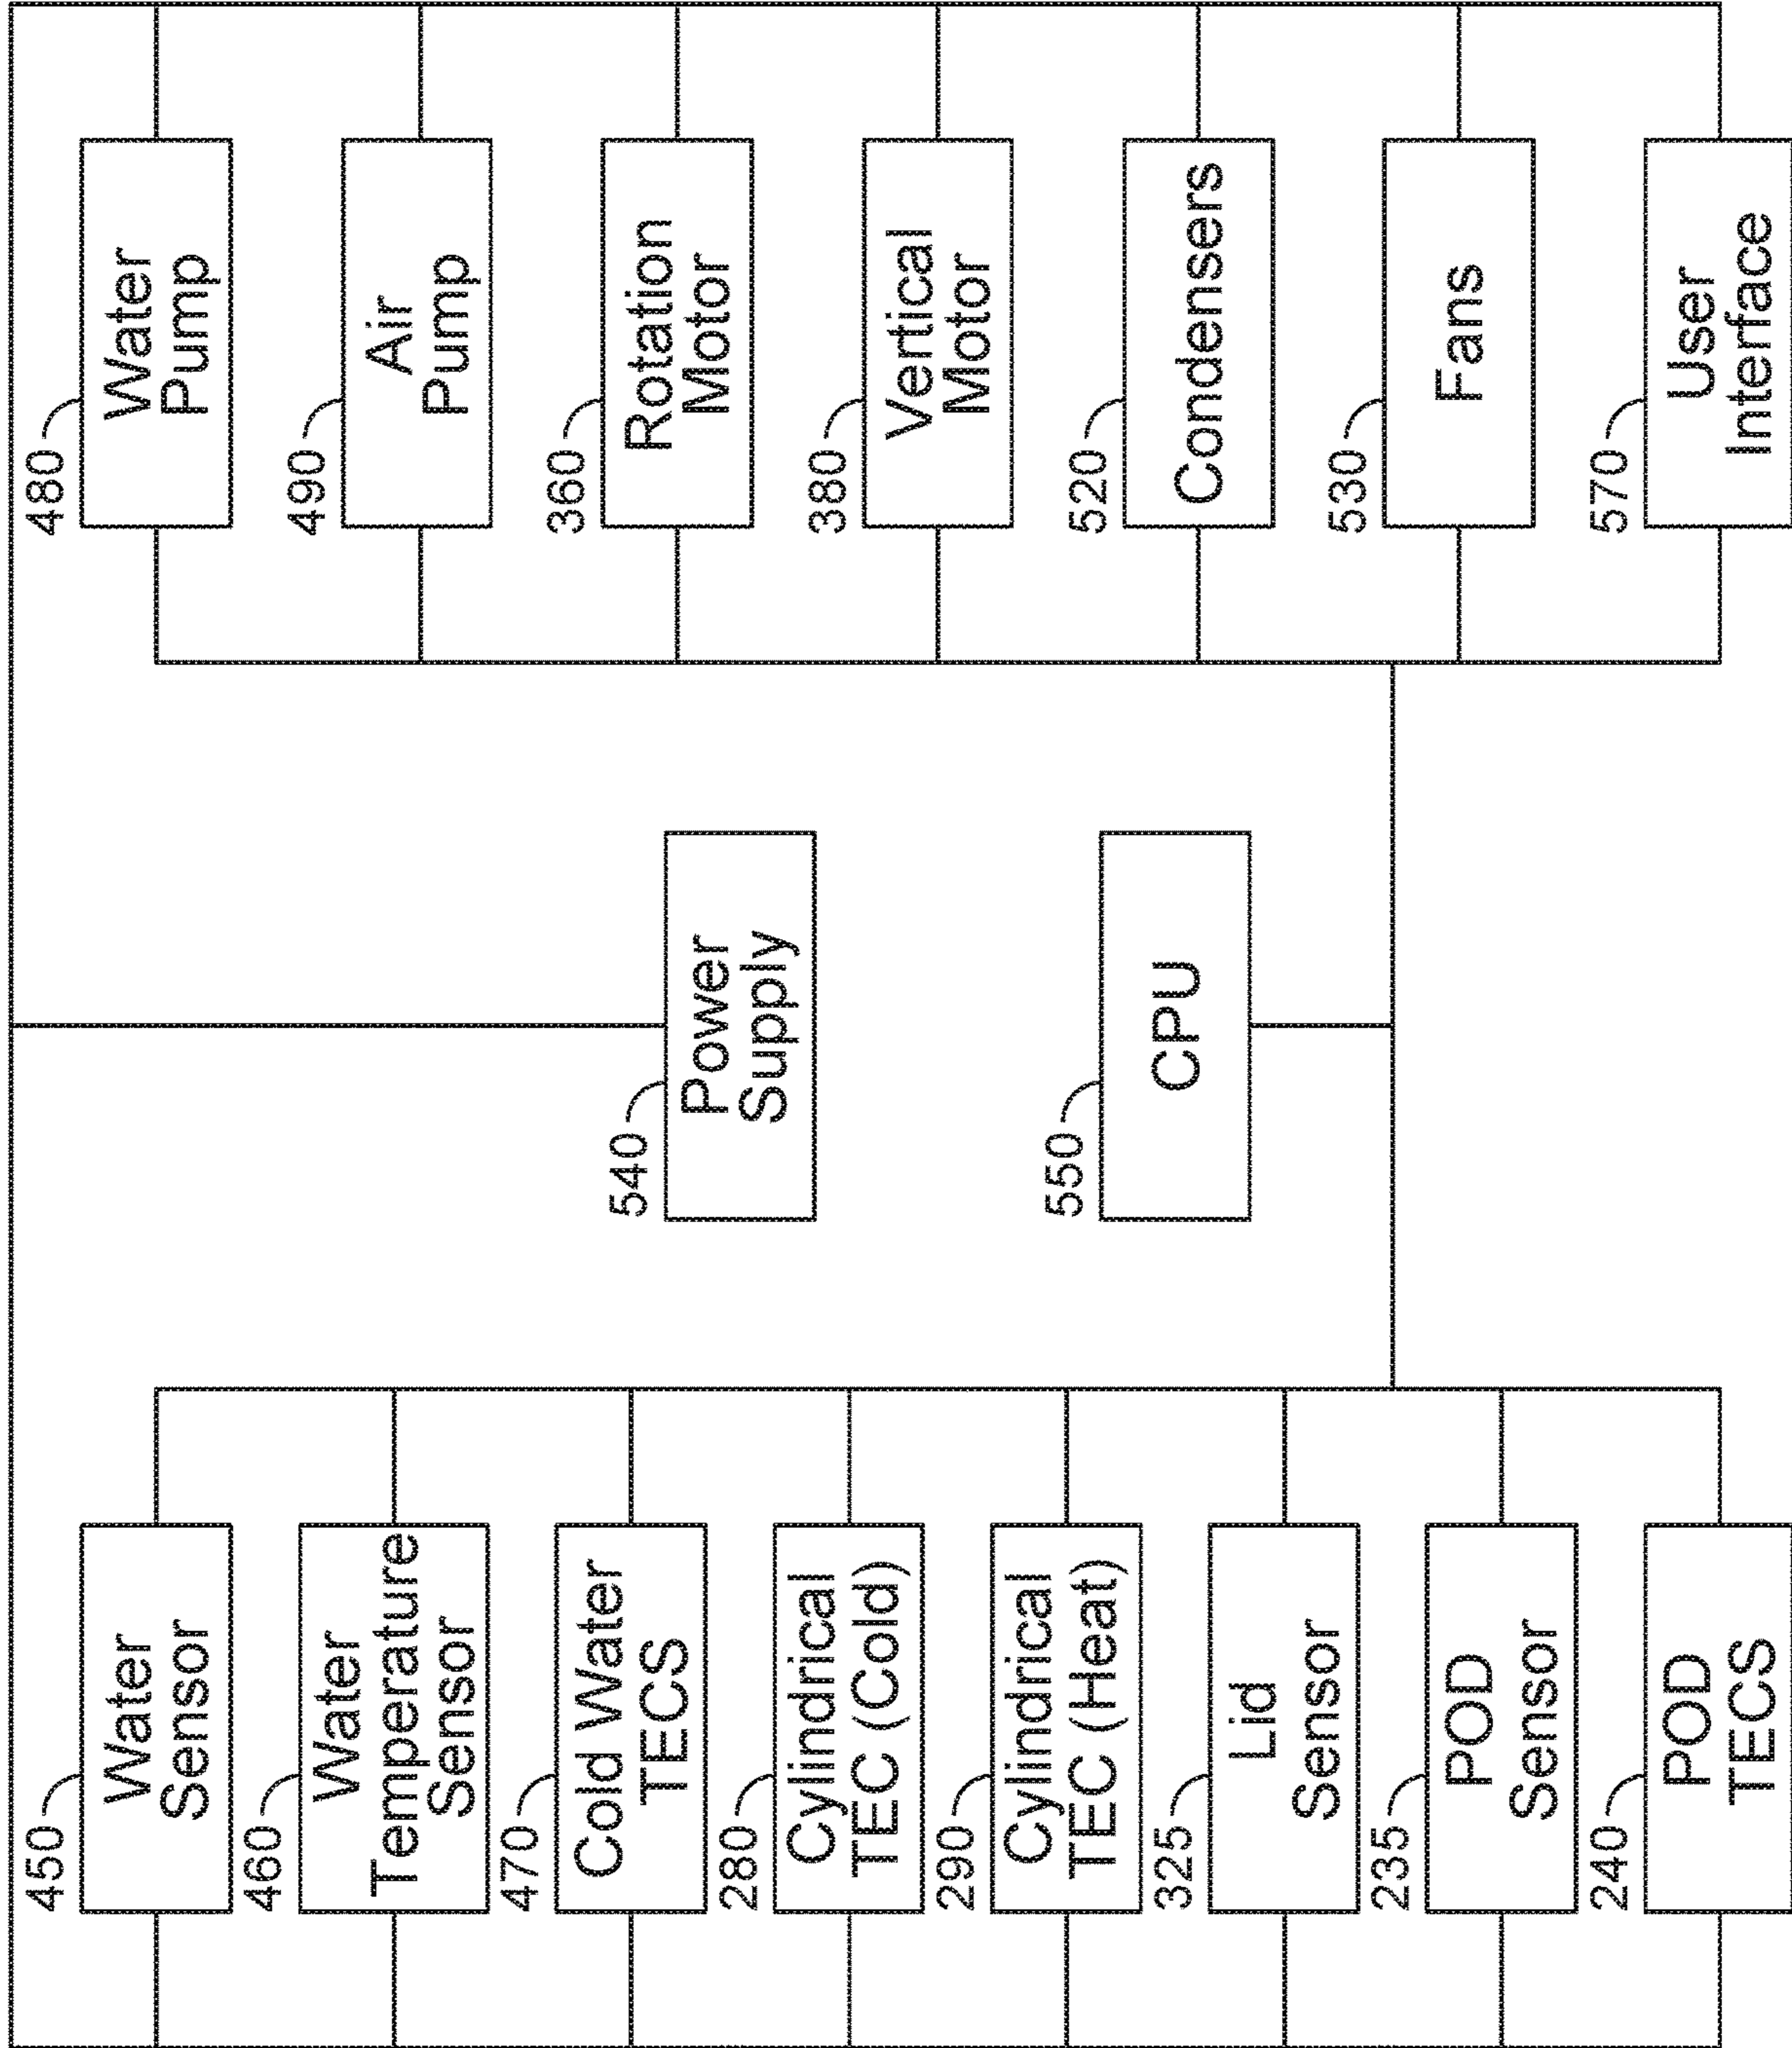 450
Water
Sensor
460
Water
Temperature
Sensor
470
Cold Water
TECS
280
Cylindrical
TEC (Cold)
290
Cylindrical
TEC (Heat)
325
Lid
Sensor
235
POD
Sensor
240
POD
TECS
540
Power
Supply
550
CPU
480
Water
Pump
490
Air
Pump
360
Rotation
Motor
380
Vertical
Motor
520
Condensers
530
Fans
570
User
Interface